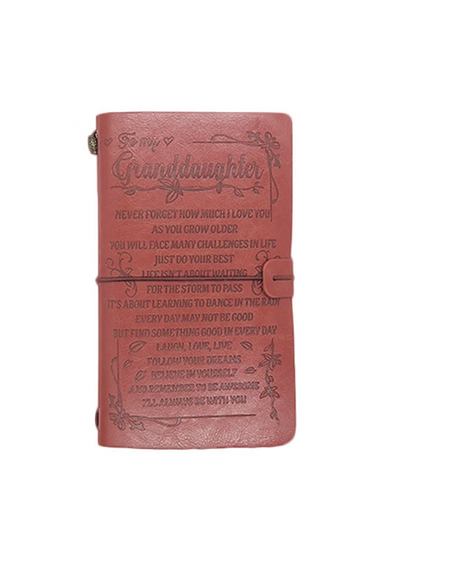 To my
Granddaughter
NEVER FORGET HOW MUCH I LOVE YOU
AS YOU GROW OLDER
YOU WILL FACE MANY CHALLENGES IN LIFE
JUST DO YOUR BEST
LIFE ISN'T ABOUT WAITING
FOR THE STORM TO PASS
IT'S ABOUT LEARNING TO DANCE IN THE RAIN
EVERY DAY MAY NOT BE GOOD
BUT FIND SOMETHING GOOD IN EVERY DAY
LAUGH, LOVE, LIVE
FOLLOW YOUR DREAMS
BELIEVE IN YOURSELF
AND REMEMBER TO BE AWESOME
I'LL ALWAYS BE WITH YOU